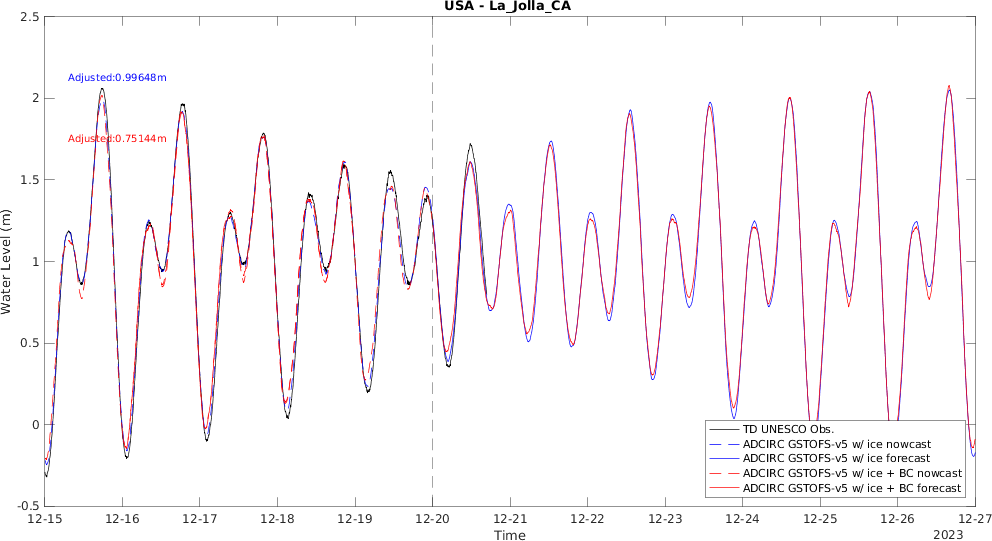 USA - La_Jolla_CA
2.5
2
1.5
1
0.5
0
-0.5
Water Level (m)
Adjusted:0.99648m
Adjusted:0.75144m
TD UNESCO Obs.
ADCIRC GSTOFS-v5 w/ ice nowcast
ADCIRC GSTOFS-v5 w/ ice forecast
ADCIRC GSTOFS-v5 w/ ice + BC nowcast
ADCIRC GSTOFS-v5 w/ ice + BC forecast
12-15 12-16 12-17 12-18 12-19 12-20 12-21 12-22 12-23 12-24 12-25 12-26 12-27
Time
2023